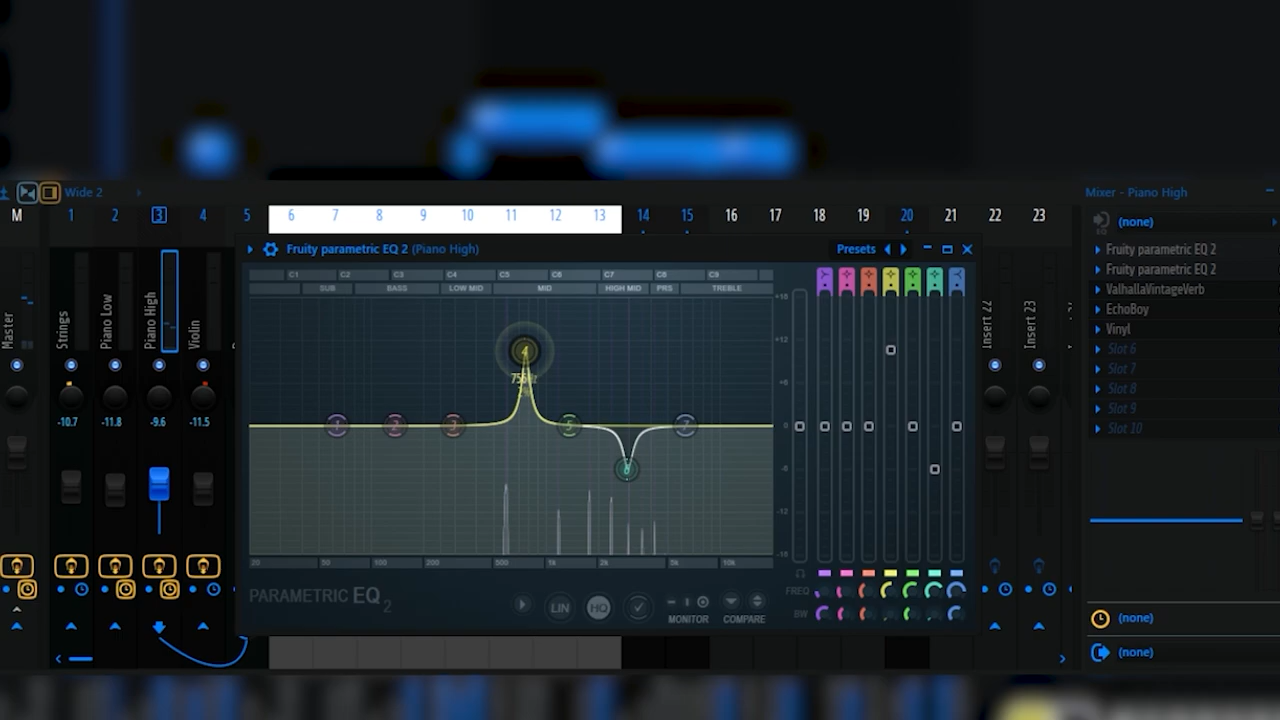 Wide 2
Mixer - Piano High
M 1 2 3 4 5 6 7 8 9 10 11 12 13 14 15 16 17 18 19 20 21 22 23
(none)
Fruity parametric EQ 2 (Piano High)
Presets
Fruity parametric EQ 2
Fruity parametric EQ 2
ValhallaVintageVerb
EchoBoy
Vinyl
Slot 6
Slot 7
Slot 8
Slot 9
Slot 10
C1 C2 C3 C4 C5 C6 C7 C8 C9
SUB BASS LOW MID MID HIGH MID PRS TREBLE
Master
Strings
Piano Low
Piano High
Violin
Insert 22
Insert 23
-10.7 -11.8 -9.6 -11.5
1 2 3 4 5 6 7
20 50 100 200 500 1k 2k 5k 10k
PARAMETRIC EQ 2
LIN HQ
MONITOR COMPARE
FREQ
BW
(none)
(none)